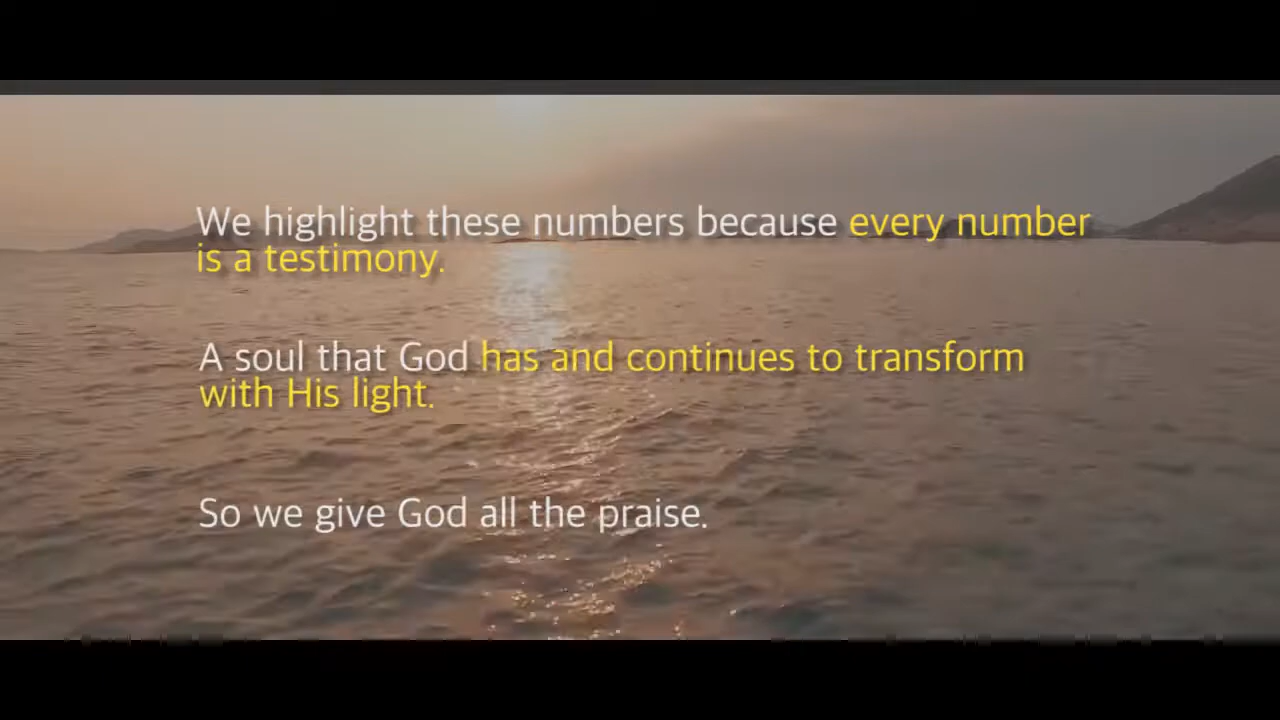 We highlight these numbers because every number
is a testimony.
A soul that God has and continues to transform
with His light.
So we give God all the praise.